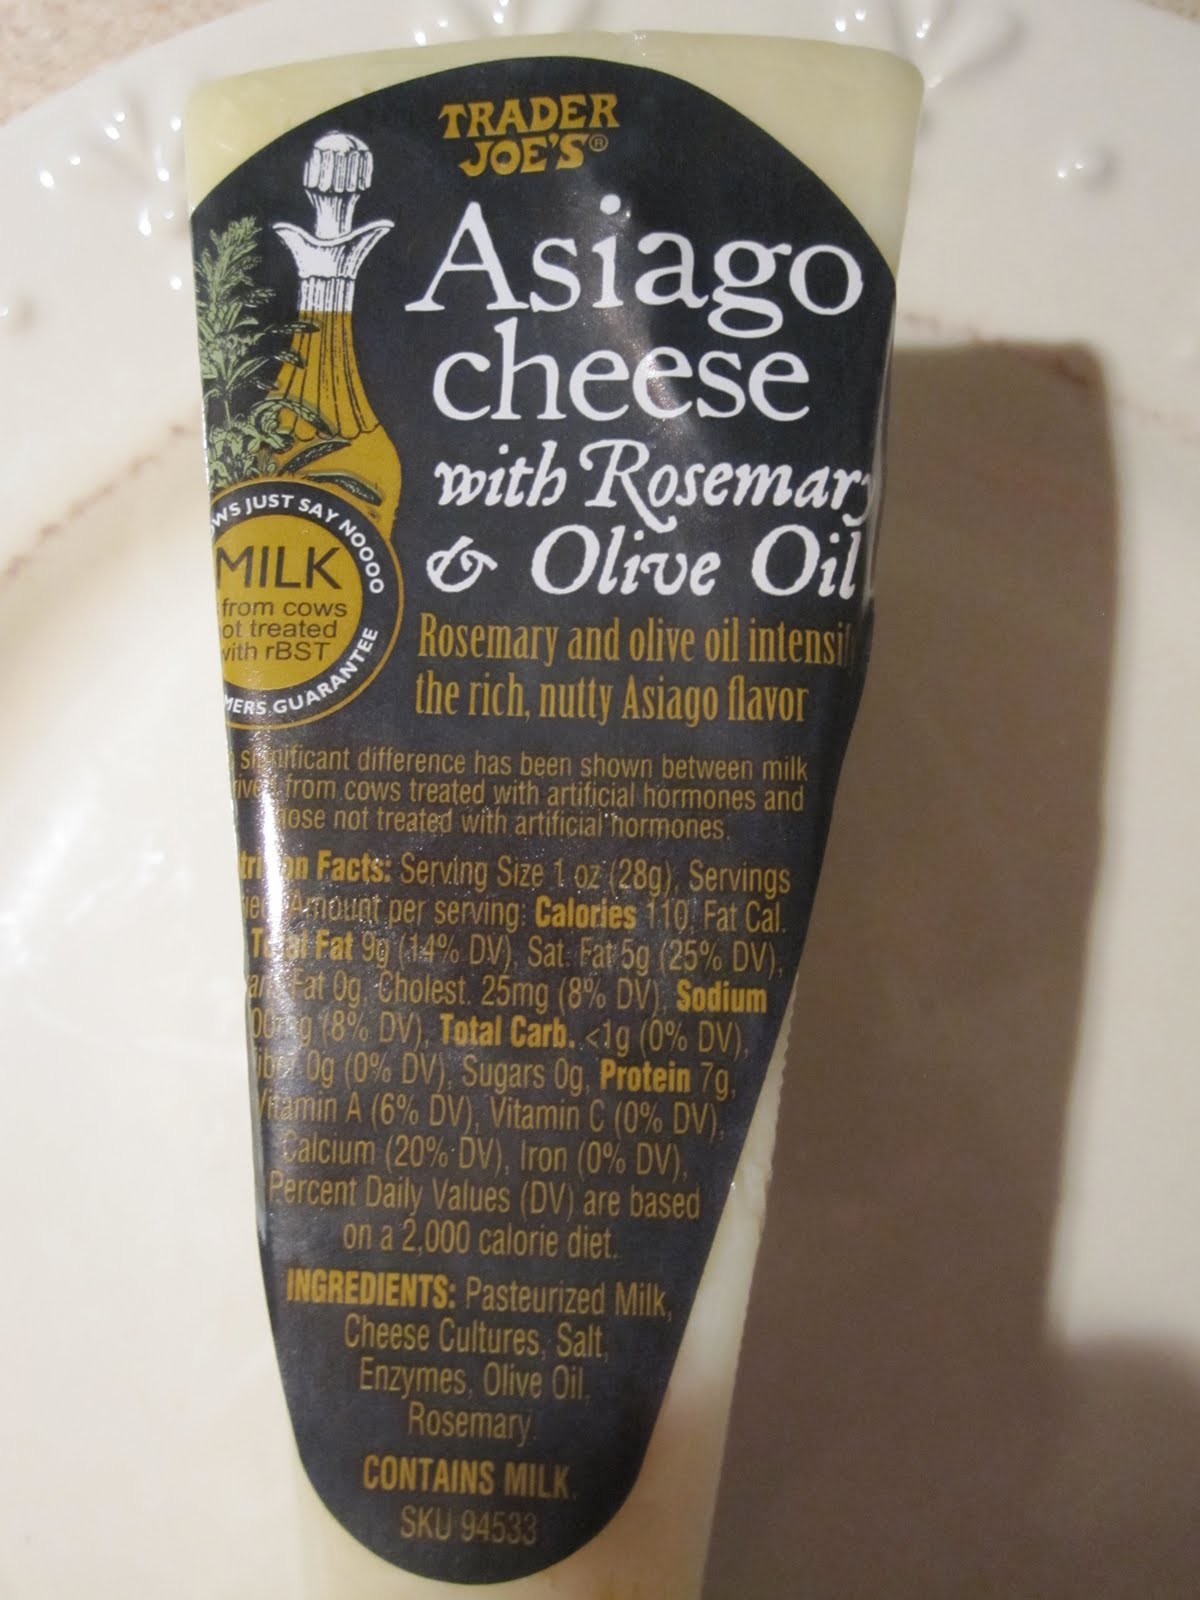 TRADER
JOE'S®
Asiago
cheese
with Rosemary
& Olive Oil
WS JUST SAY NOOOO
MILK
from cows
ot treated
with rBST
MERS GUARANTEE
Rosemary and olive oil intensi
the rich, nutty Asiago flavor
significant difference has been shown between milk
from cows treated with artificial hormones and
hose not treated with artificial hormones.
Facts: Serving Size 1 oz (28g), Servings
Amount per serving: Calories 110, Fat Cal.
Total Fat 9g (14% DV), Sat. Fat 5g (25% DV),
Fat 0g, Cholest. 25mg (8% DV), Sodium
(8% DV), Total Carb. <1g (0% DV),
0g (0% DV), Sugars 0g, Protein 7g,
Vitamin A (6% DV), Vitamin C (0% DV),
Calcium (20% DV), Iron (0% DV),
Percent Daily Values (DV) are based
on a 2,000 calorie diet.
INGREDIENTS: Pasteurized Milk,
Cheese Cultures, Salt,
Enzymes, Olive Oil,
Rosemary.
CONTAINS MILK.
SKU 94533